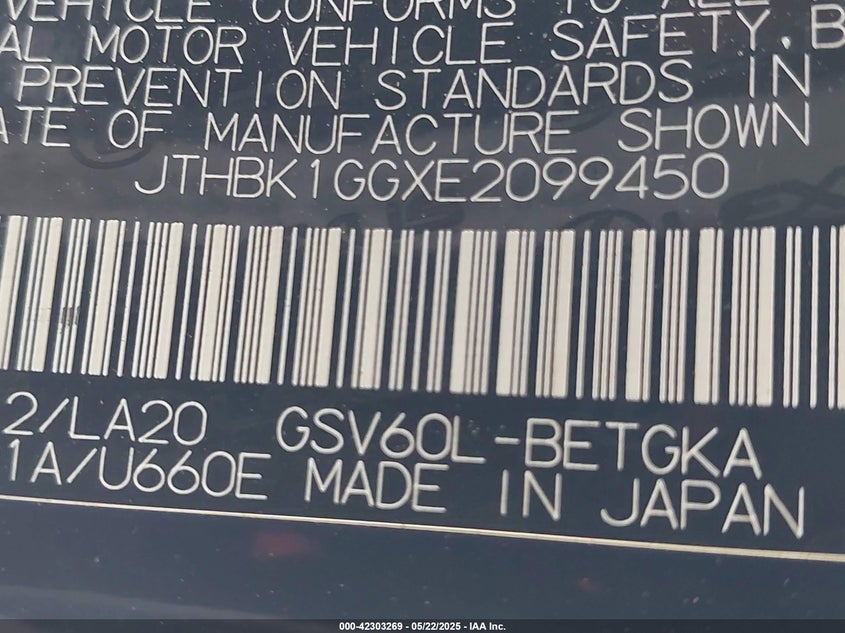 VEHICLE CONFORMS TO ALL
AL MOTOR VEHICLE SAFETY, B
PREVENTION STANDARDS IN
ATE OF MANUFACTURE SHOWN
JTHBK1GGXE2099450
2/LA20 GSV60L-BETGKA
1A/U660E MADE IN JAPAN
000-42303269 - 05/22/2025 - IAA Inc.